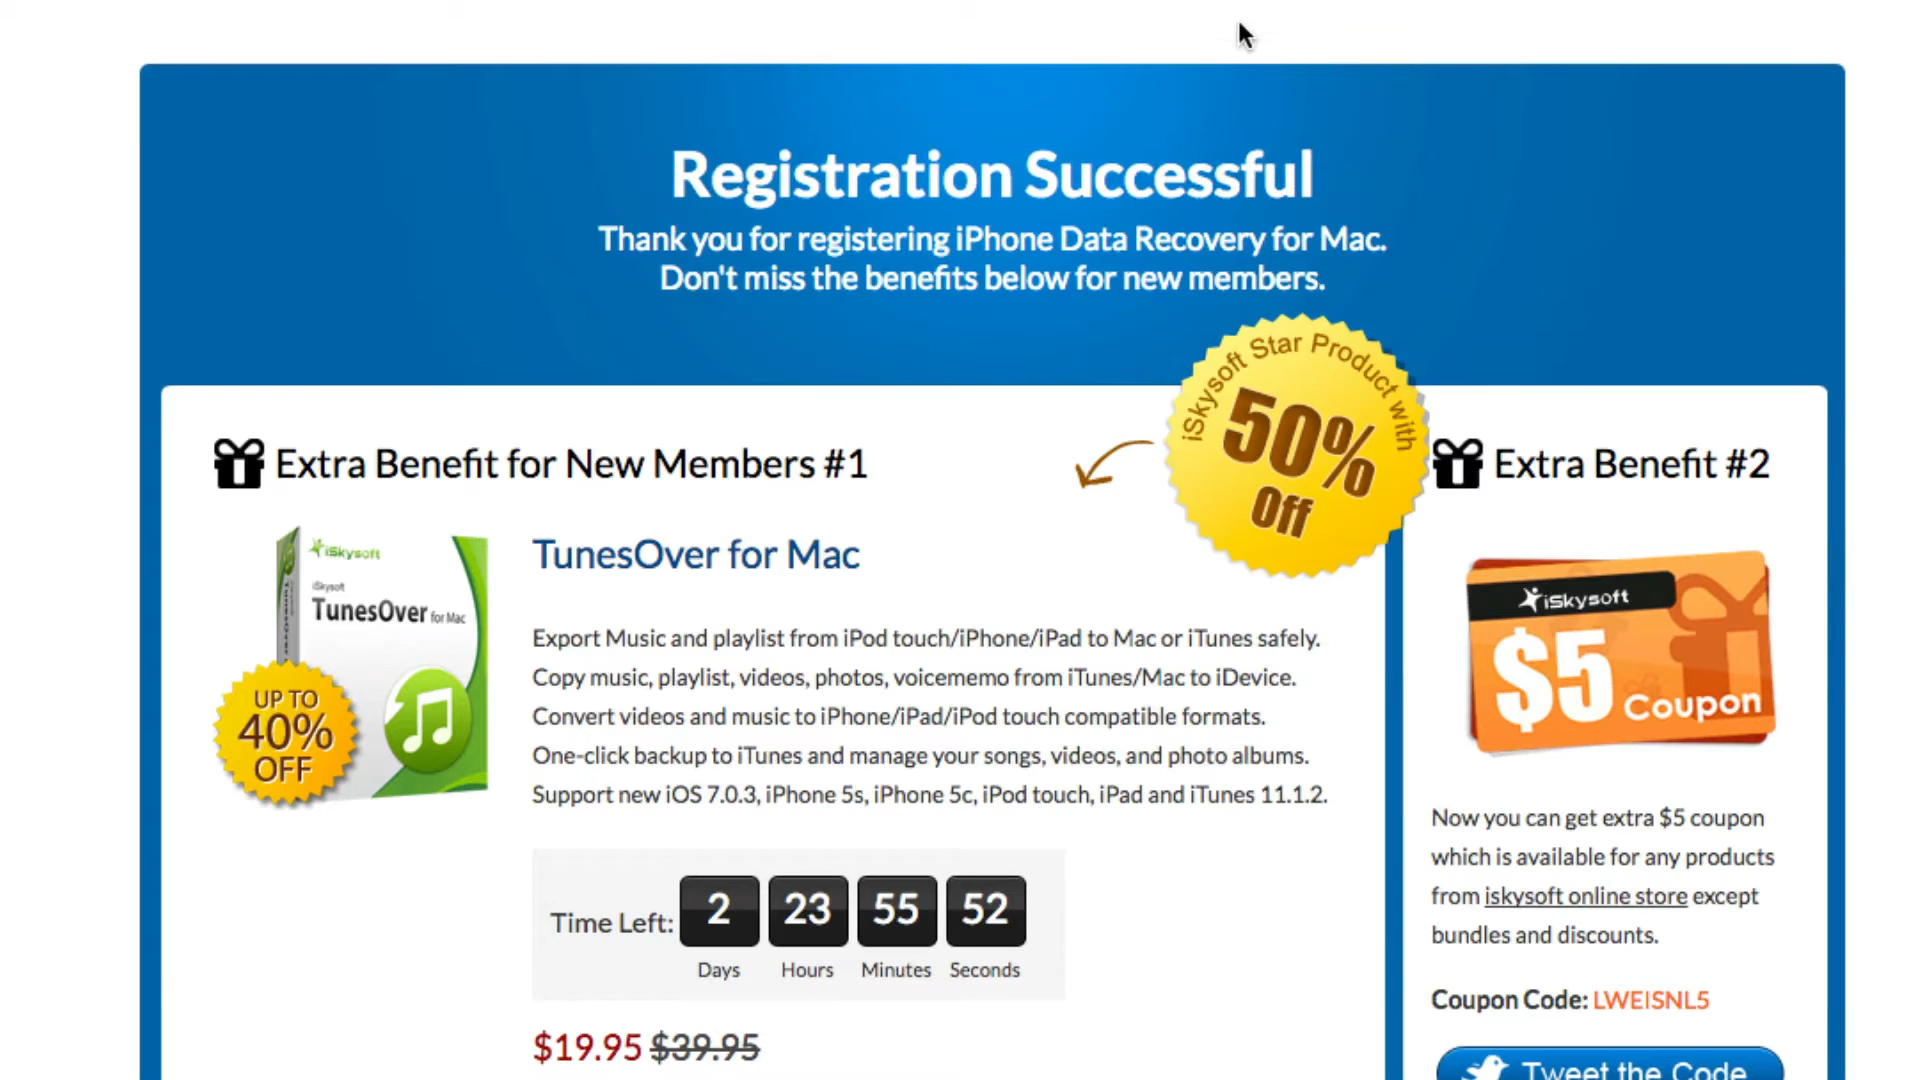 Registration Successful
Thank you for registering iPhone Data Recovery for Mac.
Don't miss the benefits below for new members.
iSkysoft Star Product with
50%
Off
Extra Benefit for New Members #1
iSkysoft
iSkysoft
TunesOver for Mac
UP TO
40%
OFF
TunesOver for Mac
Export Music and playlist from iPod touch/iPhone/iPad to Mac or iTunes safely.
Copy music, playlist, videos, photos, voicememo from iTunes/Mac to iDevice.
Convert videos and music to iPhone/iPad/iPod touch compatible formats.
One-click backup to iTunes and manage your songs, videos, and photo albums.
Support new iOS 7.0.3, iPhone 5s, iPhone 5c, iPod touch, iPad and iTunes 11.1.2.
Time Left: 2 23 55 52
Days Hours Minutes Seconds
$19.95 $39.95
Extra Benefit #2
iSkysoft
$5 Coupon
Now you can get extra $5 coupon
which is available for any products
from iskysoft online store except
bundles and discounts.
Coupon Code: LWEISNL5
Tweet the Code